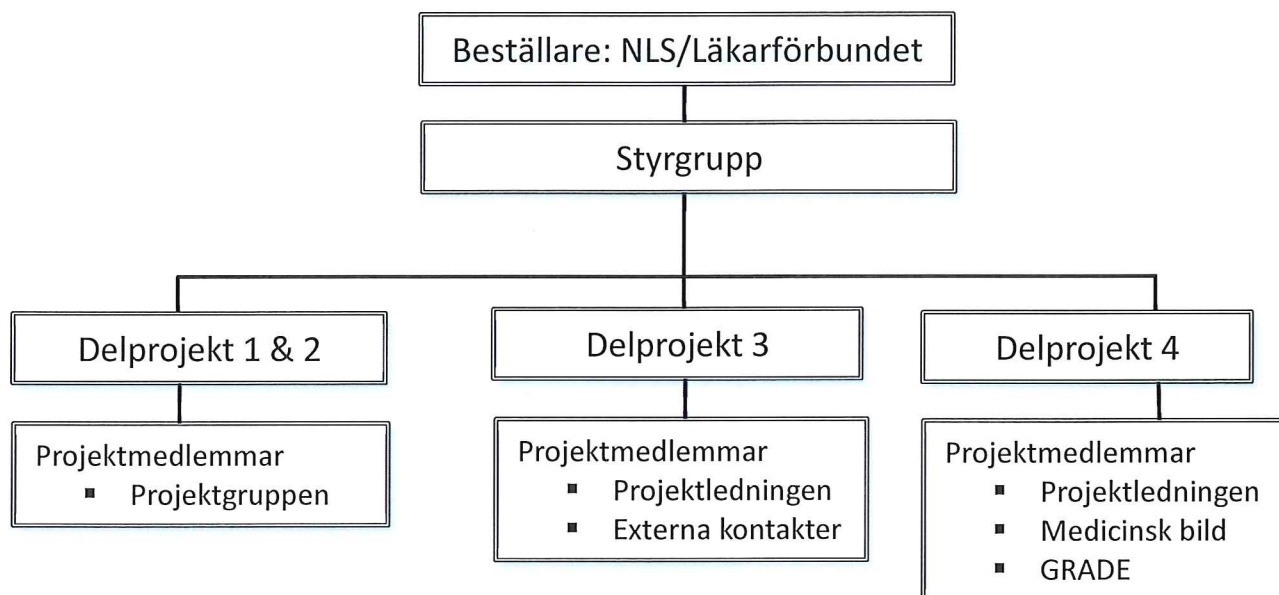 Beställare: NLS/Läkarförbundet
Styrgrupp
Delprojekt 1 & 2
Projektmedlemmar
▪ Projektgruppen
Delprojekt 3
Projektmedlemmar
▪ Projektledningen
▪ Externa kontakter
Delprojekt 4
Projektmedlemmar
▪ Projektledningen
▪ Medicinsk bild
▪ GRADE